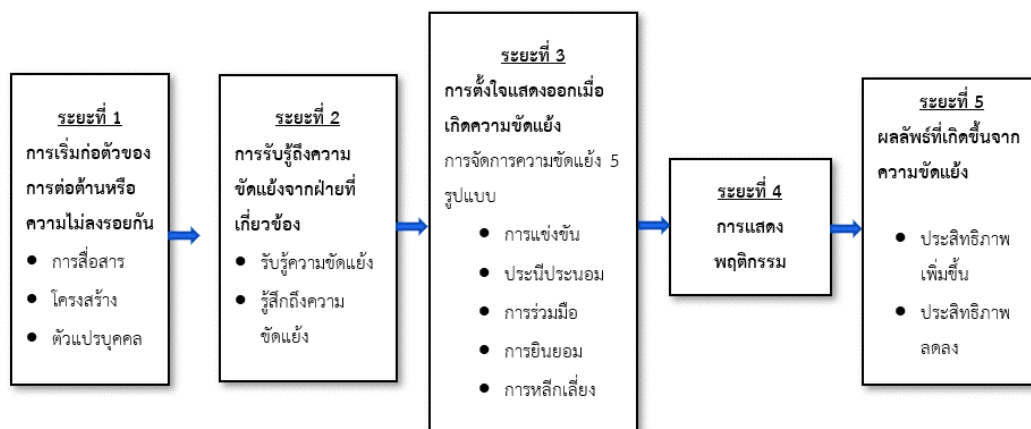 ระยะที่ 1
การเริ่มก่อตัวของ
การต่อต้านหรือ
ความไม่ลงรอยกัน
● การสื่อสาร
● โครงสร้าง
● ตัวแปรบุคคล
ระยะที่ 2
การรับรู้ถึงความ
ขัดแย้งจากฝ่ายที่
เกี่ยวข้อง
● รับรู้ความขัดแย้ง
● รู้สึกถึงความ
ขัดแย้ง
ระยะที่ 3
การตั้งใจแสดงออกเมื่อ
เกิดความขัดแย้ง
การจัดการความขัดแย้ง 5
รูปแบบ
● การแข่งขัน
● ประนีประนอม
● การร่วมมือ
● การยินยอม
● การหลีกเลี่ยง
ระยะที่ 4
การแสดง
พฤติกรรม
ระยะที่ 5
ผลลัพธ์ที่เกิดขึ้นจาก
ความขัดแย้ง
● ประสิทธิภาพ
เพิ่มขึ้น
● ประสิทธิภาพ
ลดลง